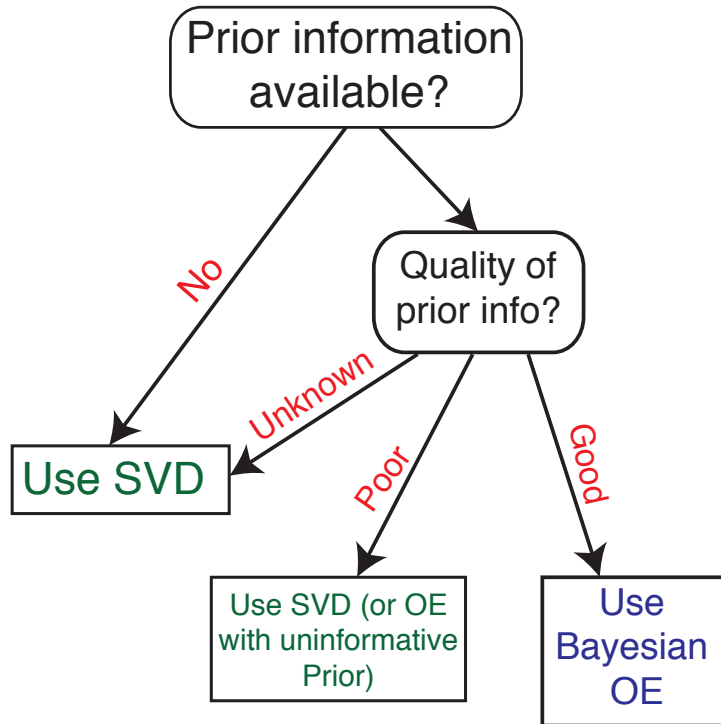 Prior information
available?
No
Quality of
prior info?
Unknown
Poor
Good
Use SVD
Use SVD (or OE
with uninformative
Prior)
Use
Bayesian
OE